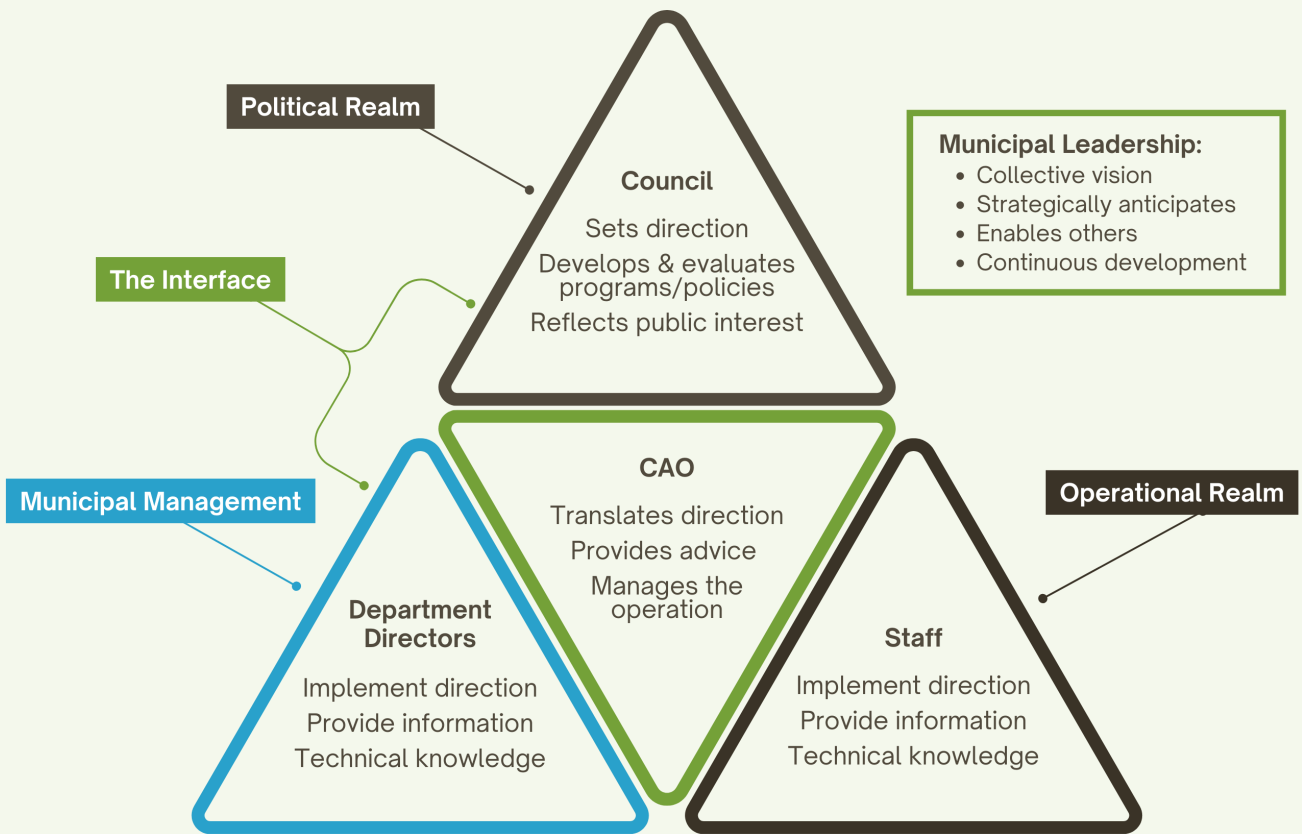 Political Realm
Council
Sets direction
Develops & evaluates
programs/policies
Reflects public interest
Municipal Leadership:
• Collective vision
• Strategically anticipates
• Enables others
• Continuous development
The Interface
CAO
Translates direction
Provides advice
Manages the
operation
Municipal Management
Department
Directors
Implement direction
Provide information
Technical knowledge
Operational Realm
Staff
Implement direction
Provide information
Technical knowledge